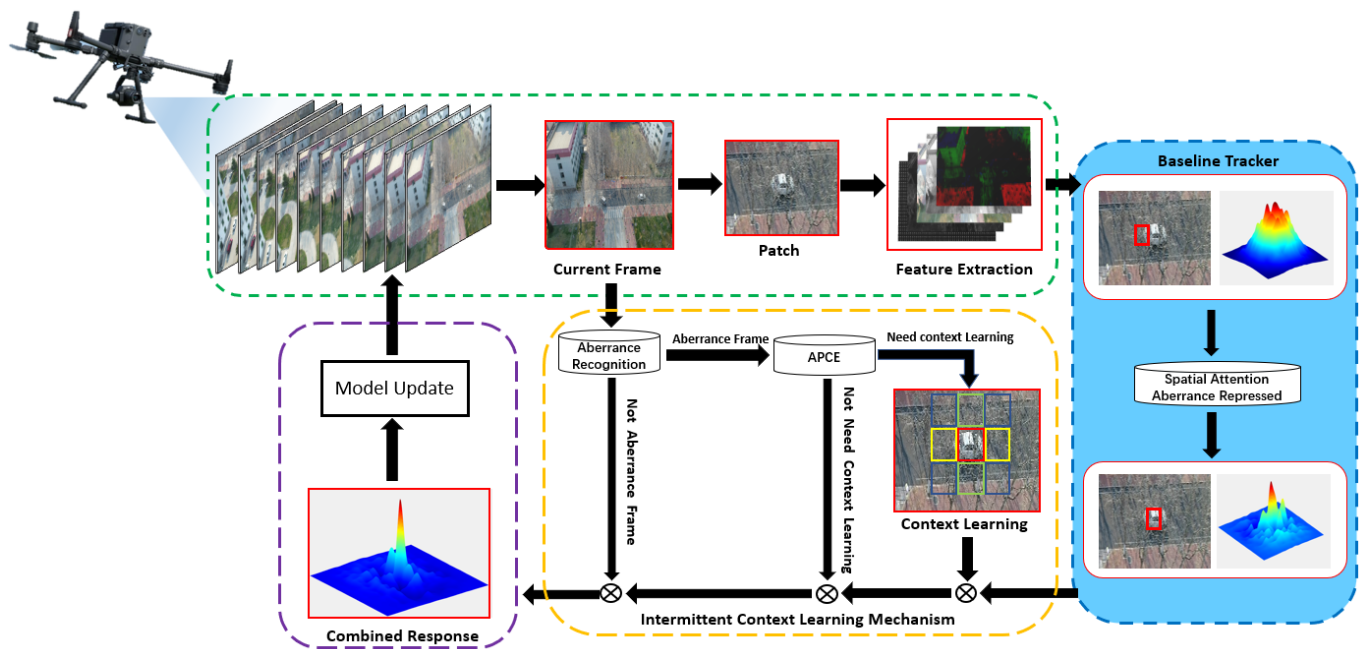 Baseline Tracker
Current Frame
Patch
Feature Extraction
Aberrance
Recognition
Aberrance Frame
APCE
Need context Learning
Not Aberrance Frame
Not Need Context Learning
Context Learning
Intermittent Context Learning Mechanism
Spatial Attention
Aberrance Repressed
Model Update
Combined Response